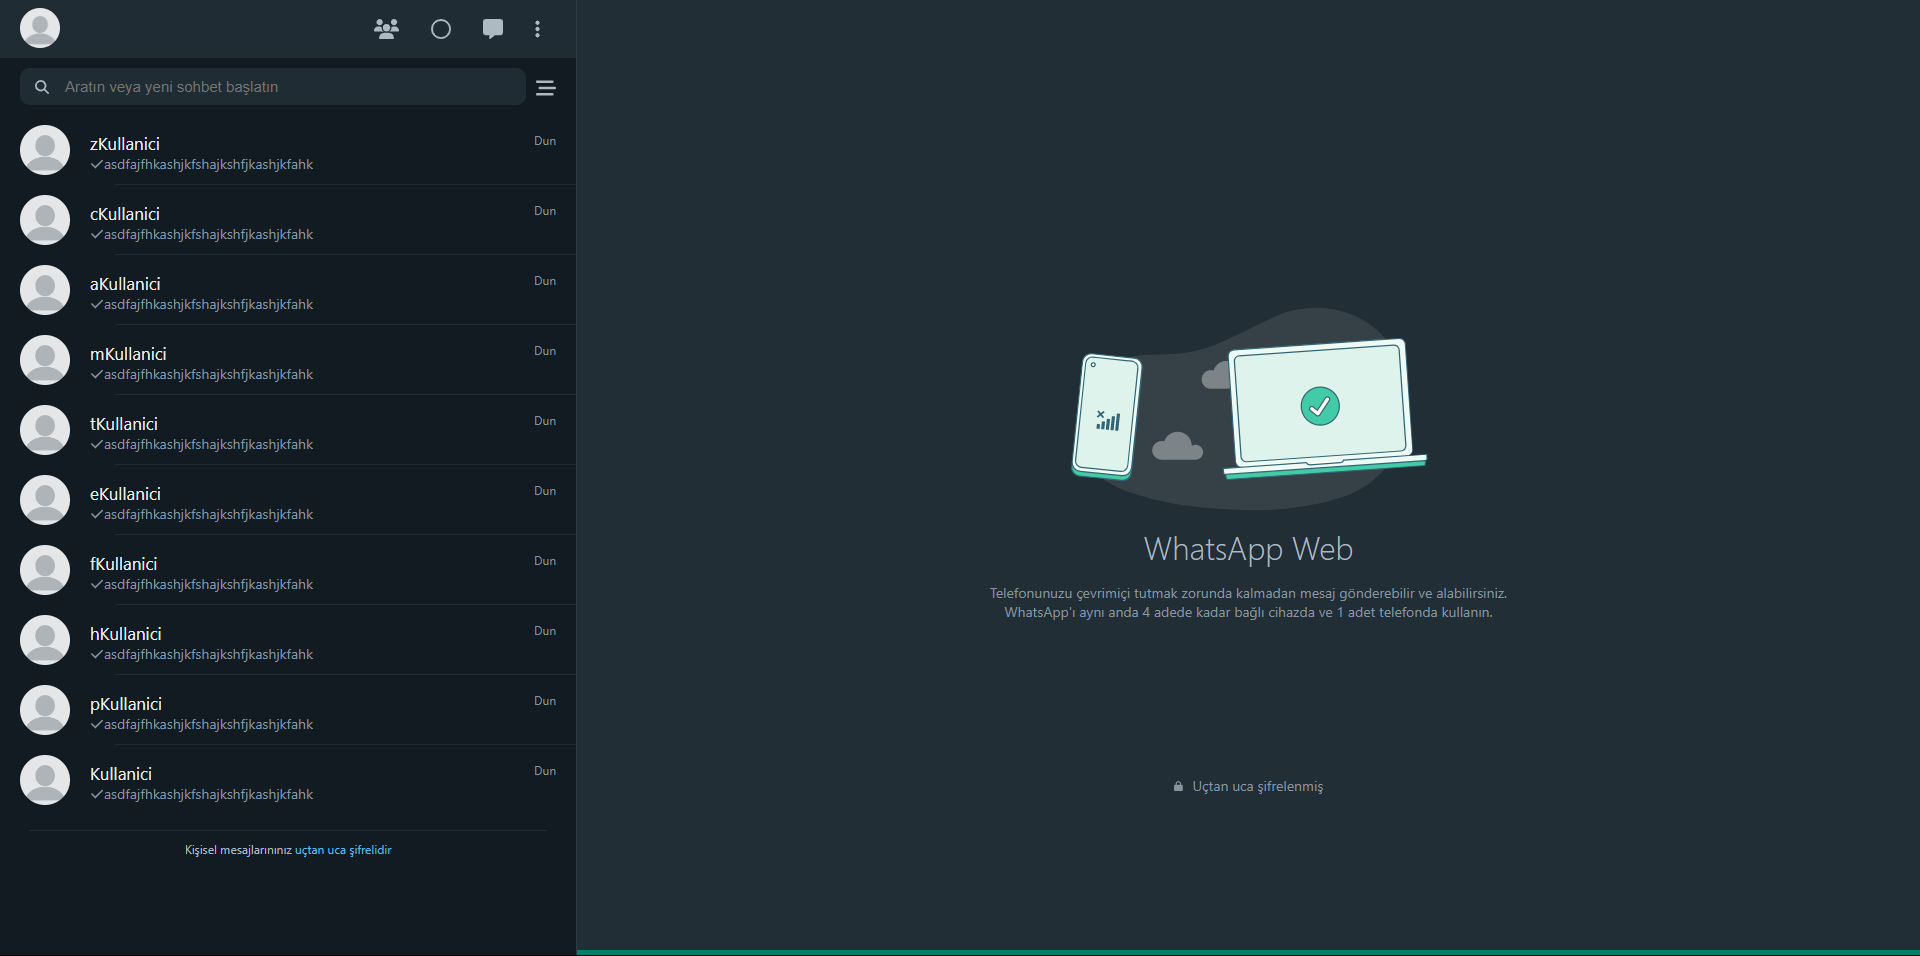 Aratın veya yeni sohbet başlatın
zKullanici
Dun
asdfajfhkashjkfshajkshfjkashjkfahk
cKullanici
Dun
asdfajfhkashjkfshajkshfjkashjkfahk
aKullanici
Dun
asdfajfhkashjkfshajkshfjkashjkfahk
mKullanici
Dun
asdfajfhkashjkfshajkshfjkashjkfahk
tKullanici
Dun
asdfajfhkashjkfshajkshfjkashjkfahk
eKullanici
Dun
asdfajfhkashjkfshajkshfjkashjkfahk
fKullanici
Dun
asdfajfhkashjkfshajkshfjkashjkfahk
hKullanici
Dun
asdfajfhkashjkfshajkshfjkashjkfahk
pKullanici
Dun
asdfajfhkashjkfshajkshfjkashjkfahk
Kullanici
Dun
asdfajfhkashjkfshajkshfjkashjkfahk
Kişisel mesajlarınınız uçtan uca şifrelidir
WhatsApp Web
Telefonunuzu çevrimiçi tutmak zorunda kalmadan mesaj gönderebilir ve alabilirsiniz.
WhatsApp'ı aynı anda 4 adede kadar bağlı cihazda ve 1 adet telefonda kullanın.
Uçtan uca şifrelenmiş